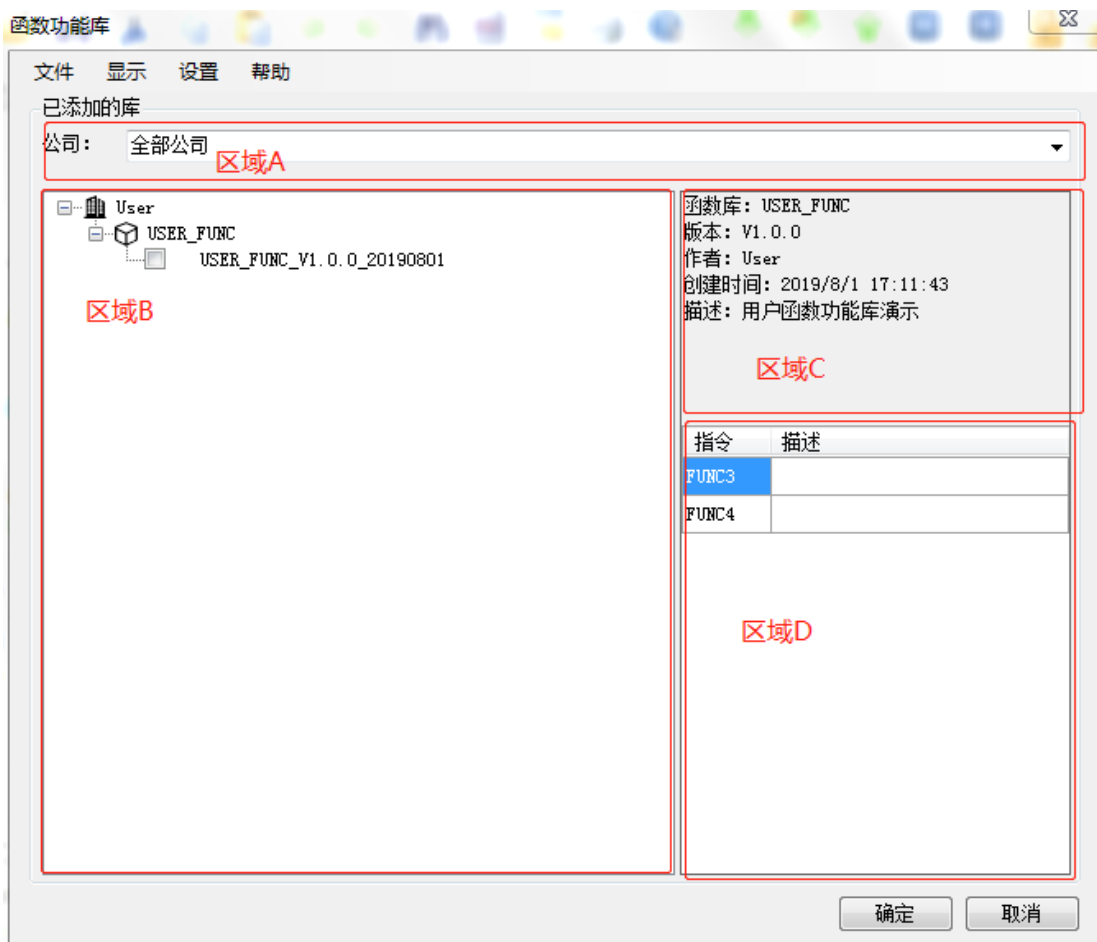 函数功能库
文件 显示 设置 帮助
已添加的库
公司： 全部公司
区域A
User
USER_FUNC
USER_FUNC_V1.0.0_20190801
区域B
函数库：USER_FUNC
版本：V1.0.0
作者：User
创建时间：2019/8/1 17:11:43
描述：用户函数功能库演示
区域C
指令 描述
FUNC3
FUNC4
区域D
确定 取消